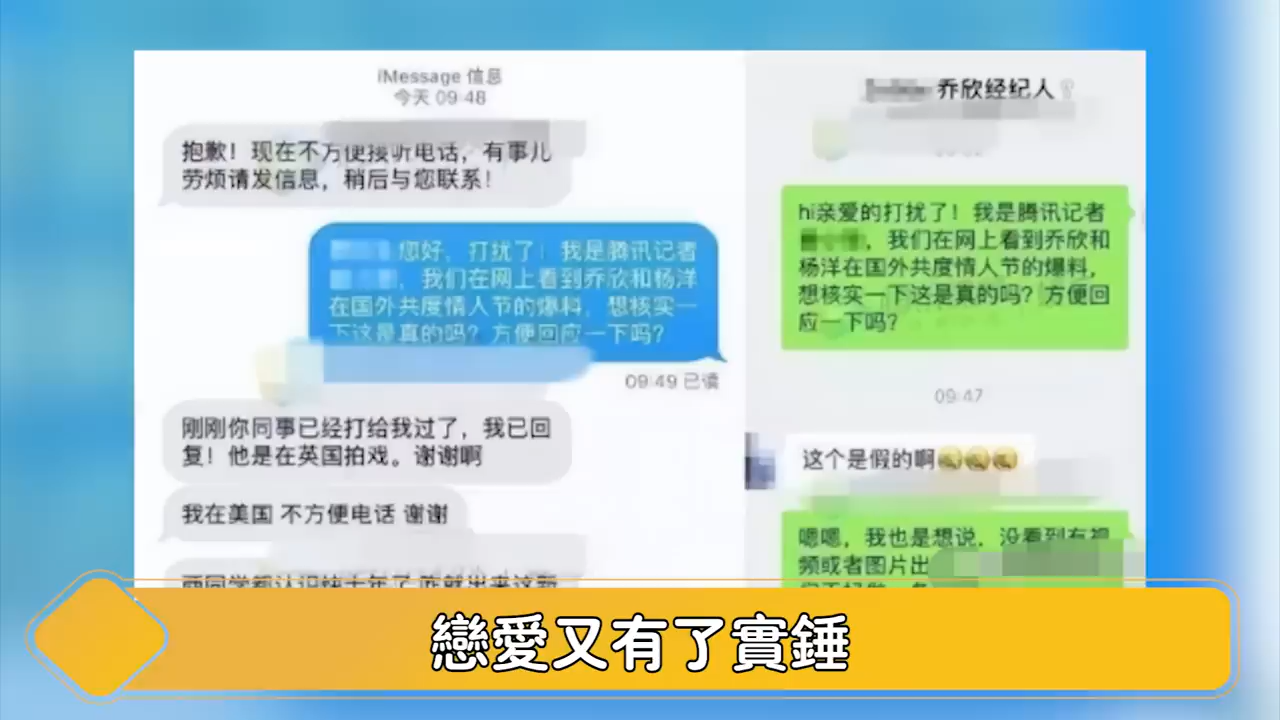 iMessage 信息
今天 09:48
抱歉！现在不方便接听电话，有事儿
劳烦请发信息，稍后与您联系！
您好，打扰了！我是腾讯记者
，我们在网上看到乔欣和杨洋
在国外共度情人节的爆料，想核实一
下这是真的吗？方便回应一下吗？
09:49 已读
刚刚你同事已经打给我过了，我已回
复！他是在英国拍戏。谢谢啊
我在美国 不方便电话 谢谢
乔欣经纪人
hi亲爱的打扰了！我是腾讯记者
，我们在网上看到乔欣和
杨洋在国外共度情人节的爆料，
想核实一下这是真的吗？方便回
应一下吗？
09:47
这个是假的啊
嗯嗯，我也是想说，没看到有视
频或者图片出
戀愛又有了實錘